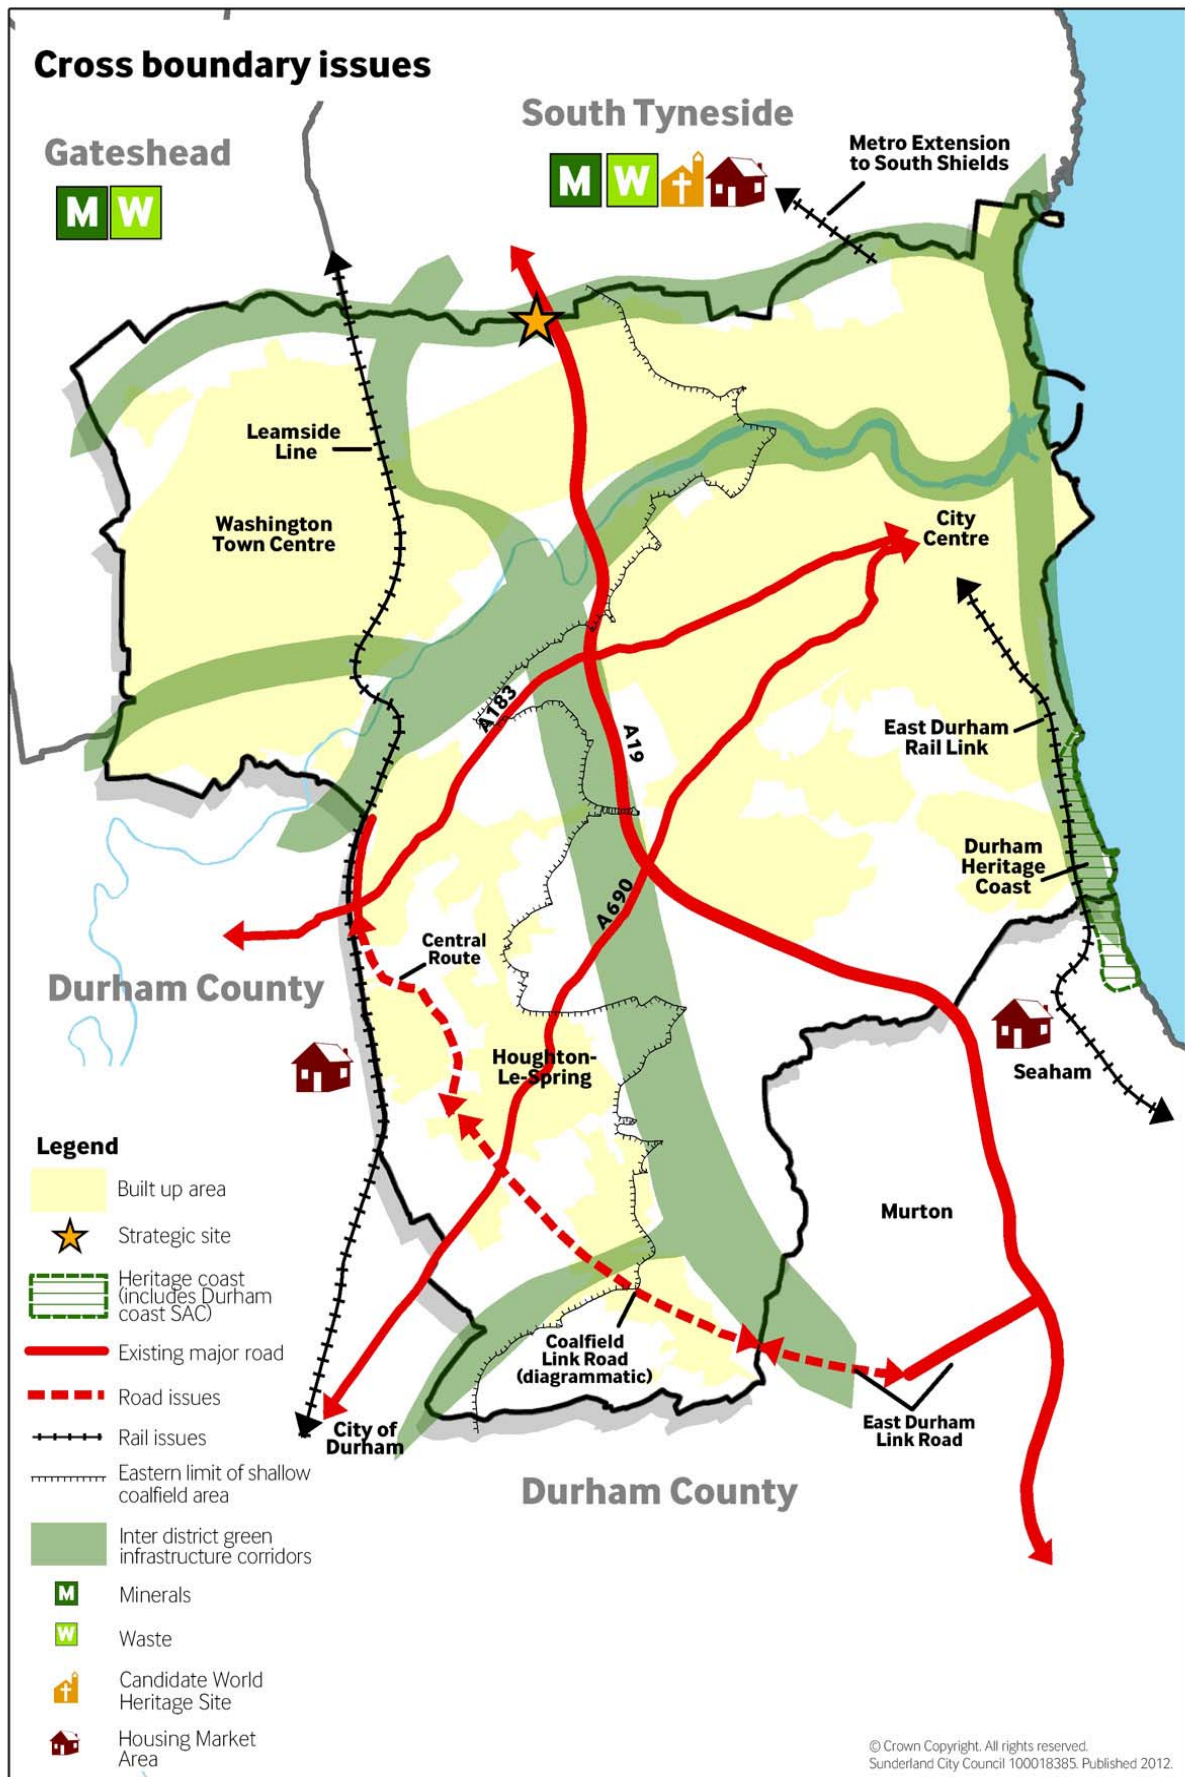 Cross boundary issues
South Tyneside
Gateshead
M W
M W
Metro Extension
to South Shields
Leamside
Line
Washington
Town Centre
City
Centre
A183
A19
East Durham
Rail Link
Durham
Heritage
Coast
A690
Central
Route
Durham County
Houghton-
Le-Spring
Seaham
Murton
Coalfield
Link Road
(diagrammatic)
City of
Durham
East Durham
Link Road
Durham County
Legend
Built up area
Strategic site
Heritage coast
(includes Durham
coast SAC)
Existing major road
Road issues
Rail issues
Eastern limit of shallow
coalfield area
Inter district green
infrastructure corridors
M Minerals
W Waste
Candidate World
Heritage Site
Housing Market
Area
© Crown Copyright. All rights reserved.
Sunderland City Council 100018385. Published 2012.